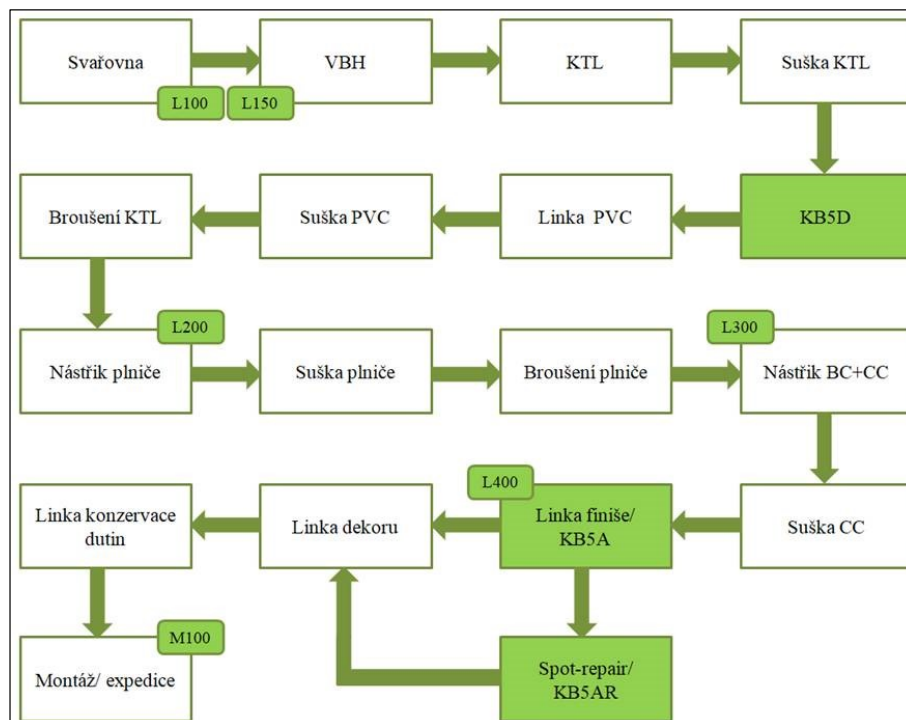 Svařovna
VBH
KTL
Suška KTL
L100
L150
Broušení KTL
Suška PVC
Linka PVC
KB5D
L200
L300
Nástřik plniče
Suška plniče
Broušení plniče
Nástřik BC+CC
L400
Linka konzervace
dutin
Linka dekoru
Linka finiše/
KB5A
Suška CC
M100
Montáž/ expedice
Spot-repair/
KB5AR